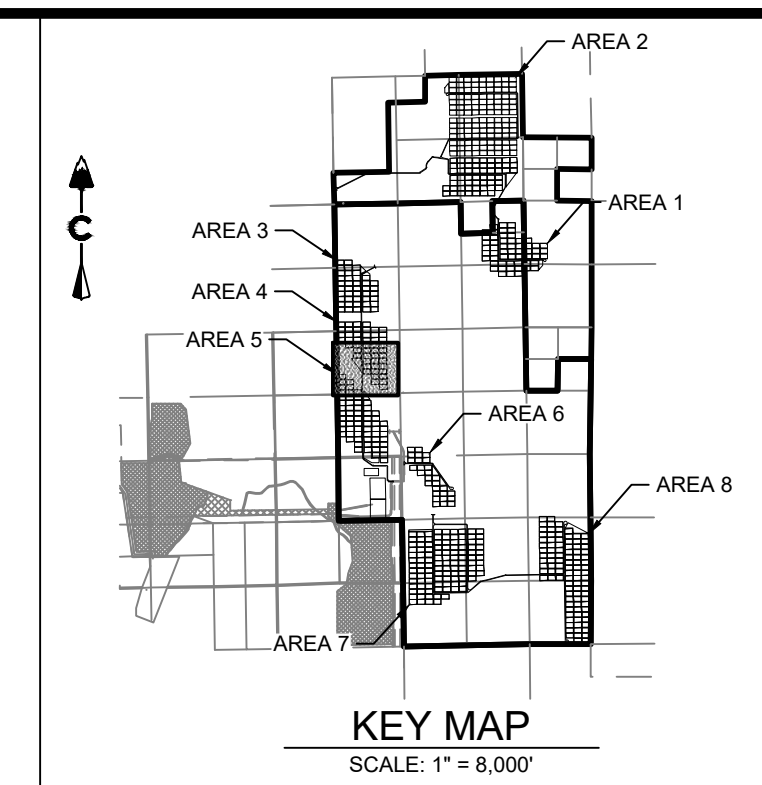 AREA 2
AREA 1
AREA 3
AREA 4
AREA 5
AREA 6
AREA 8
AREA 7
C
KEY MAP
SCALE: 1" = 8,000'